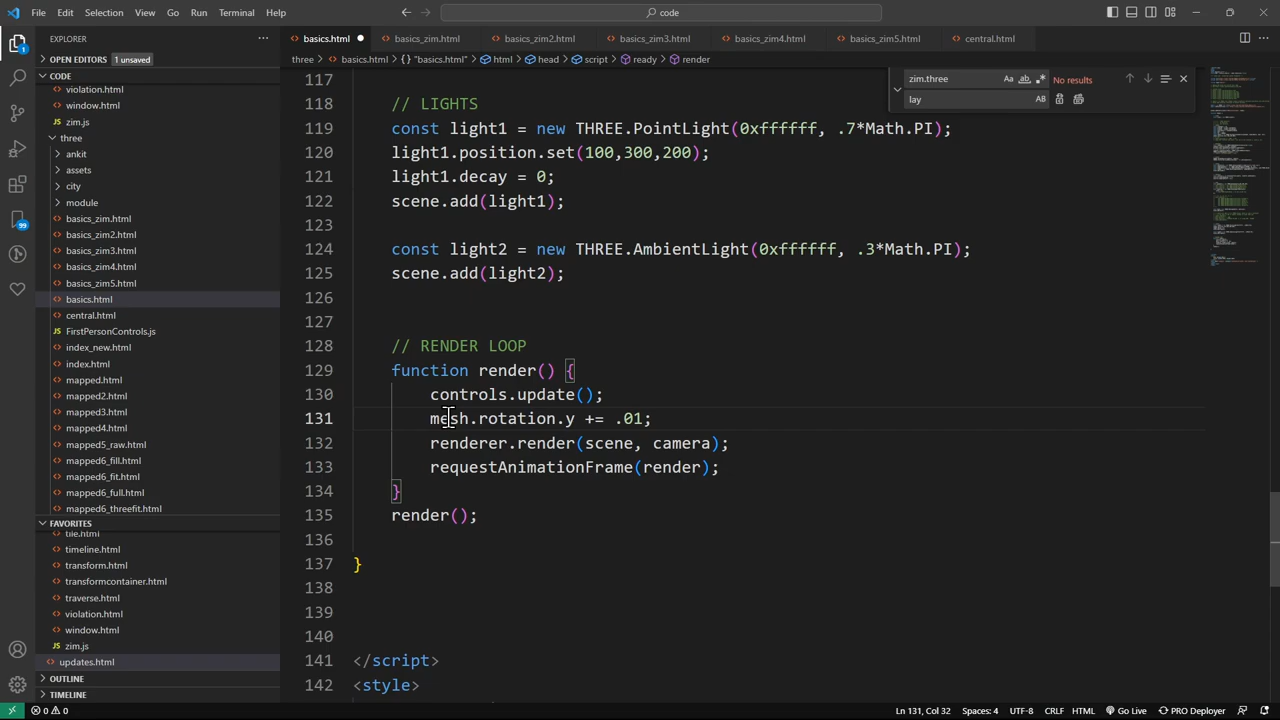 File Edit Selection View Go Run Terminal Help
code
EXPLORER
basics.html
basics_zim.html
basics_zim2.html
basics_zim3.html
basics_zim4.html
basics_zim5.html
central.html
OPEN EDITORS 1 unsaved
three > basics.html > {} "basics.html" > html > head > script > ready > render
CODE
zim.three
Aa ab .* No results
lay
AB
violation.html
window.html
JS zim.js
three
ankit
assets
city
module
basics_zim.html
basics_zim2.html
basics_zim3.html
basics_zim4.html
basics_zim5.html
basics.html
central.html
JS FirstPersonControls.js
index_new.html
index.html
mapped.html
mapped2.html
mapped3.html
mapped4.html
mapped5_raw.html
mapped6_fill.html
mapped6_fit.html
mapped6_full.html
mapped6_threefit.html
FAVORITES
tile.html
timeline.html
transform.html
transformcontainer.html
traverse.html
violation.html
window.html
JS zim.js
updates.html
OUTLINE
TIMELINE
1
99
117
118 // LIGHTS
119 const light1 = new THREE.PointLight(0xffffff, .7*Math.PI);
120 light1.position.set(100,300,200);
121 light1.decay = 0;
122 scene.add(light1);
123
124 const light2 = new THREE.AmbientLight(0xffffff, .3*Math.PI);
125 scene.add(light2);
126
127
128 // RENDER LOOP
129 function render() {
130 controls.update();
131 mesh.rotation.y += .01;
132 renderer.render(scene, camera);
133 requestAnimationFrame(render);
134 }
135 render();
136
137 }
138
139
140
141 </script>
142 <style>
0 0 Ln 131, Col 32 Spaces: 4 UTF-8 CRLF HTML Go Live PRO Deployer